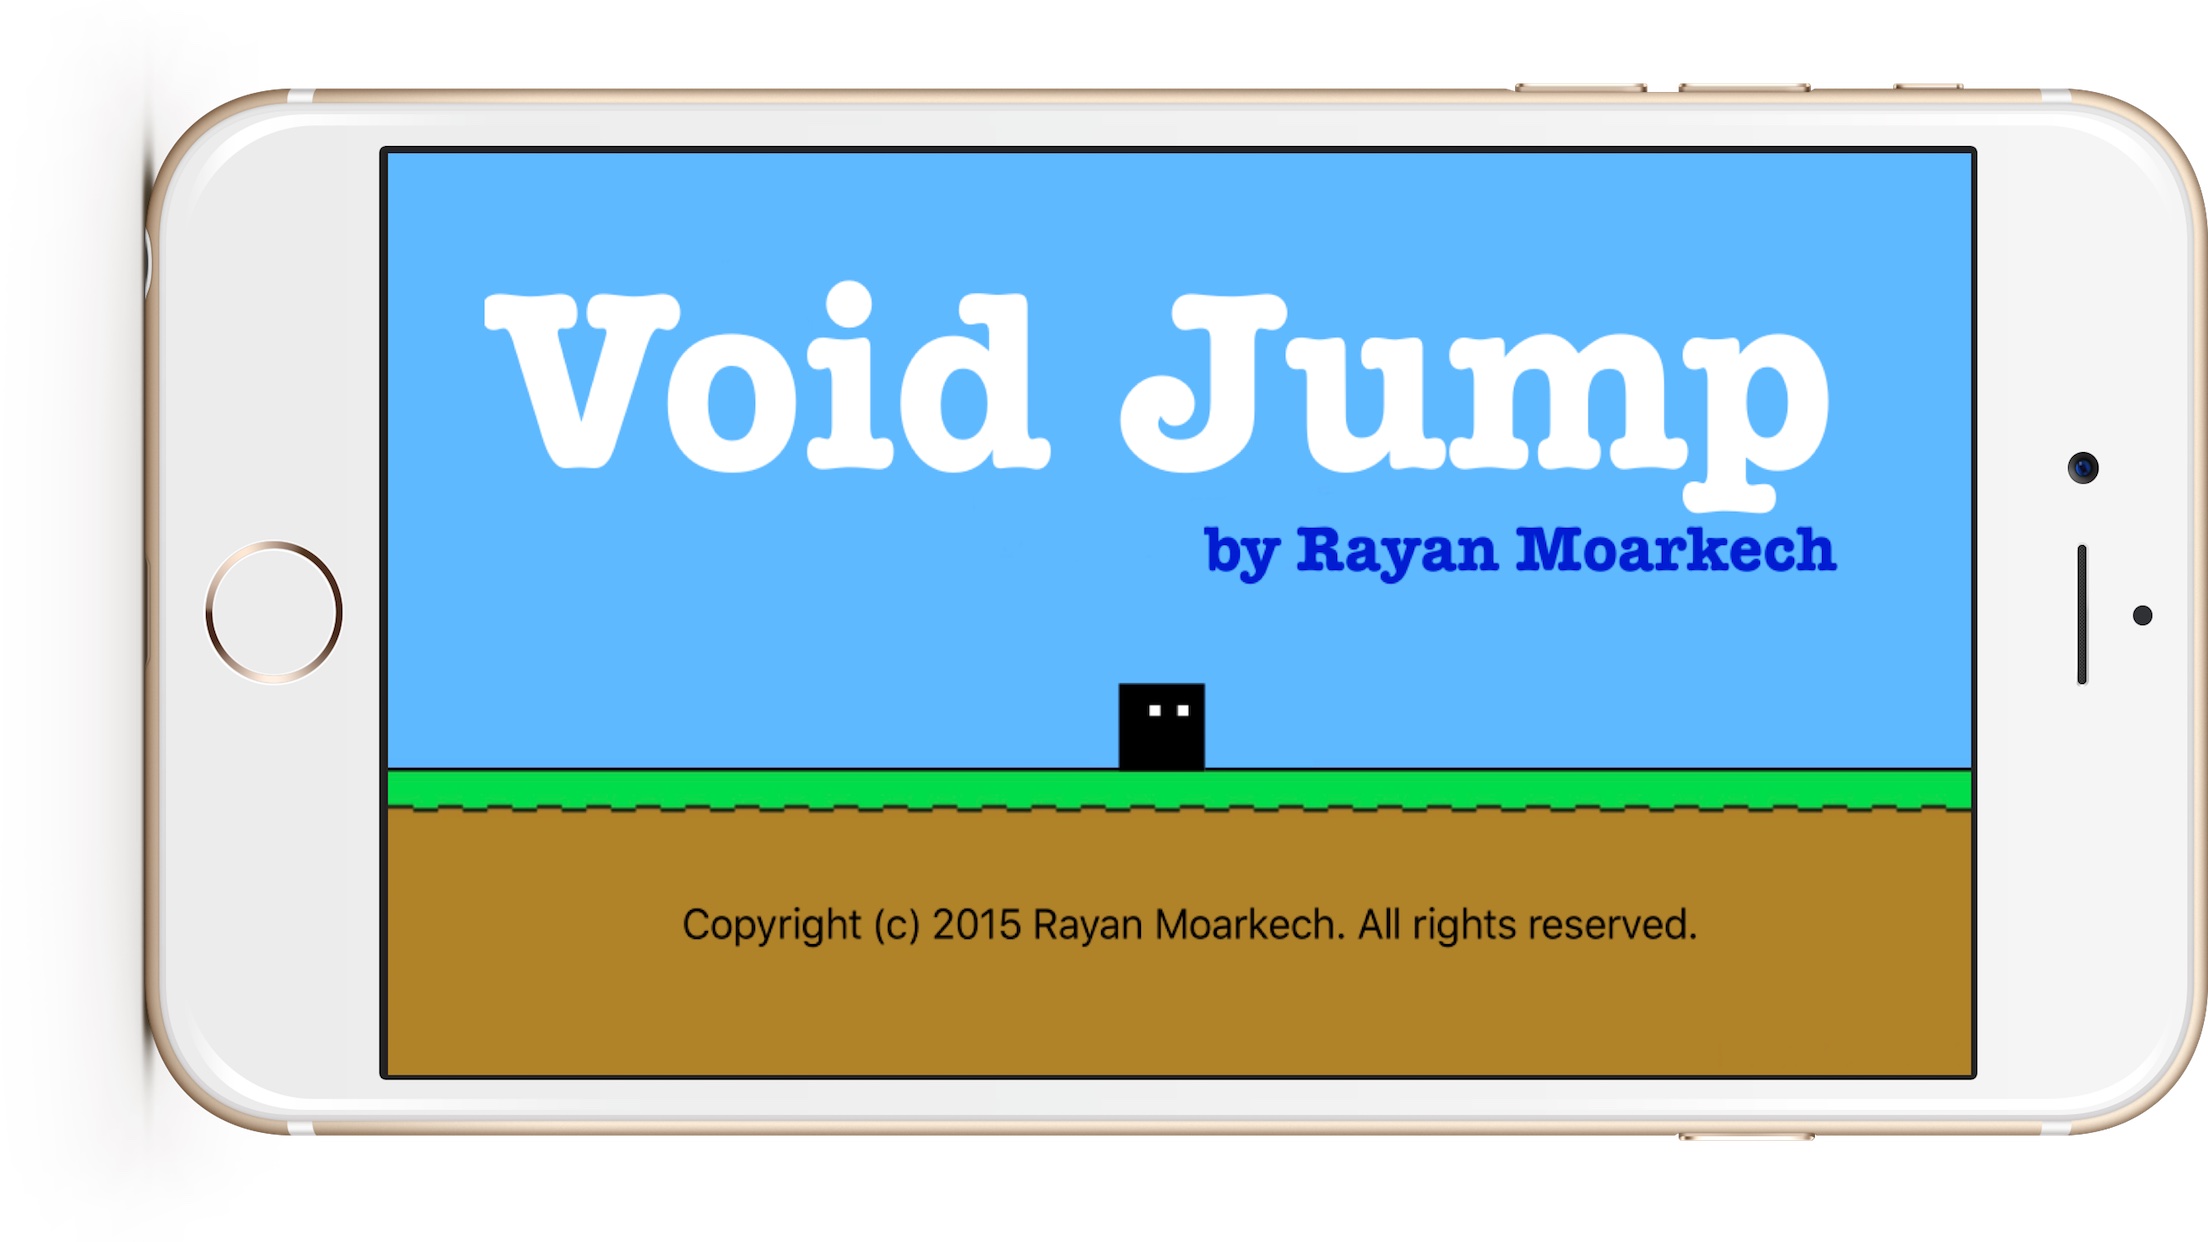 Void Jump
by Rayan Moarkech
Copyright (c) 2015 Rayan Moarkech. All rights reserved.